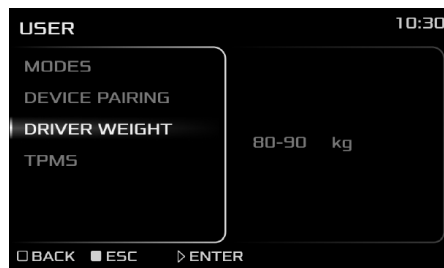 USER 10:30
MODES
DEVICE PAIRING
DRIVER WEIGHT
TPMS
80-90 kg
BACK ESC ENTER